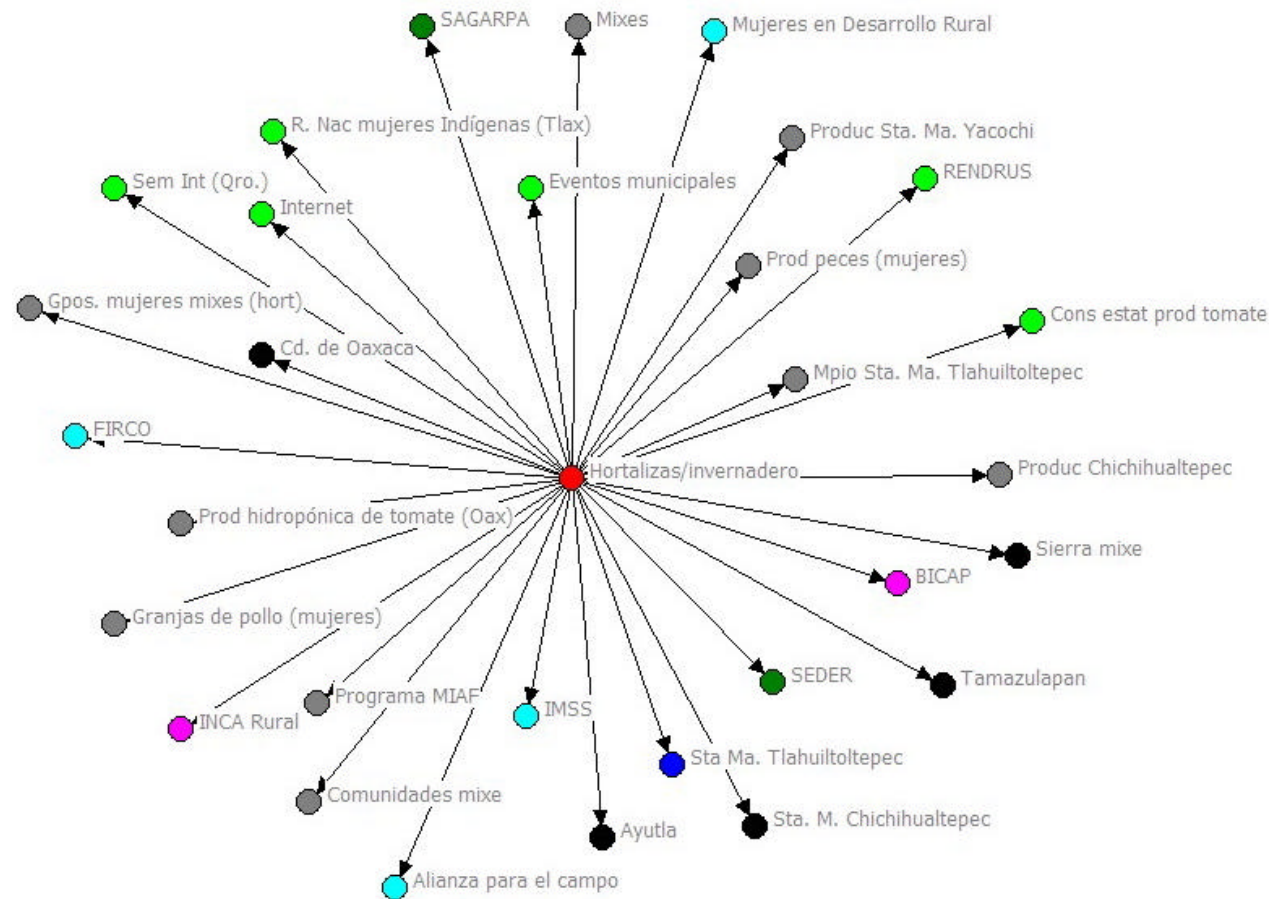 SAGARPA
Mixes
Mujeres en Desarrollo Rural
R. Nac mujeres Indígenas (Tlax)
Produc Sta. Ma. Yacochi
Sem Int (Qro.)
Eventos municipales
RENDRUS
Internet
Prod peces (mujeres)
Gpos. mujeres mixes (hort)
Cons estat prod tomate
Cd. de Oaxaca
Mpio Sta. Ma. Tlahuiltoltepec
FIRCO
Hortalizas/invernadero
Produc Chichihualtepec
Prod hidropónica de tomate (Oax)
Sierra mixe
BICAP
Granjas de pollo (mujeres)
SEDER
Tamazulapan
Programa MIAF
IMSS
INCA Rural
Sta Ma. Tlahuiltoltepec
Comunidades mixe
Sta. M. Chichihualtepec
Ayutla
Alianza para el campo